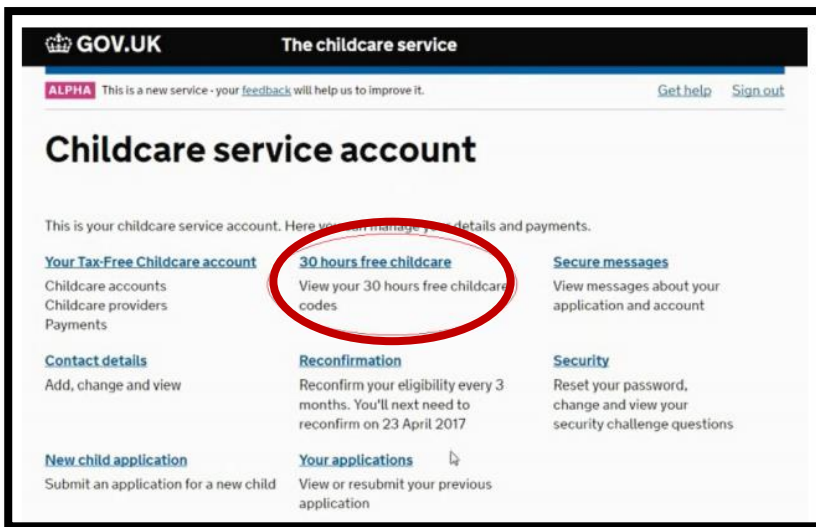 GOV.UK The childcare service
ALPHA This is a new service - your feedback will help us to improve it. Get help Sign out
Childcare service account
This is your childcare service account. Here you can manage your details and payments.
Your Tax-Free Childcare account
Childcare accounts
Childcare providers
Payments
30 hours free childcare
View your 30 hours free childcare
codes
Secure messages
View messages about your
application and account
Contact details
Add, change and view
Reconfirmation
Reconfirm your eligibility every 3
months. You'll next need to
reconfirm on 23 April 2017
Security
Reset your password,
change and view your
security challenge questions
New child application
Submit an application for a new child
Your applications
View or resubmit your previous
application